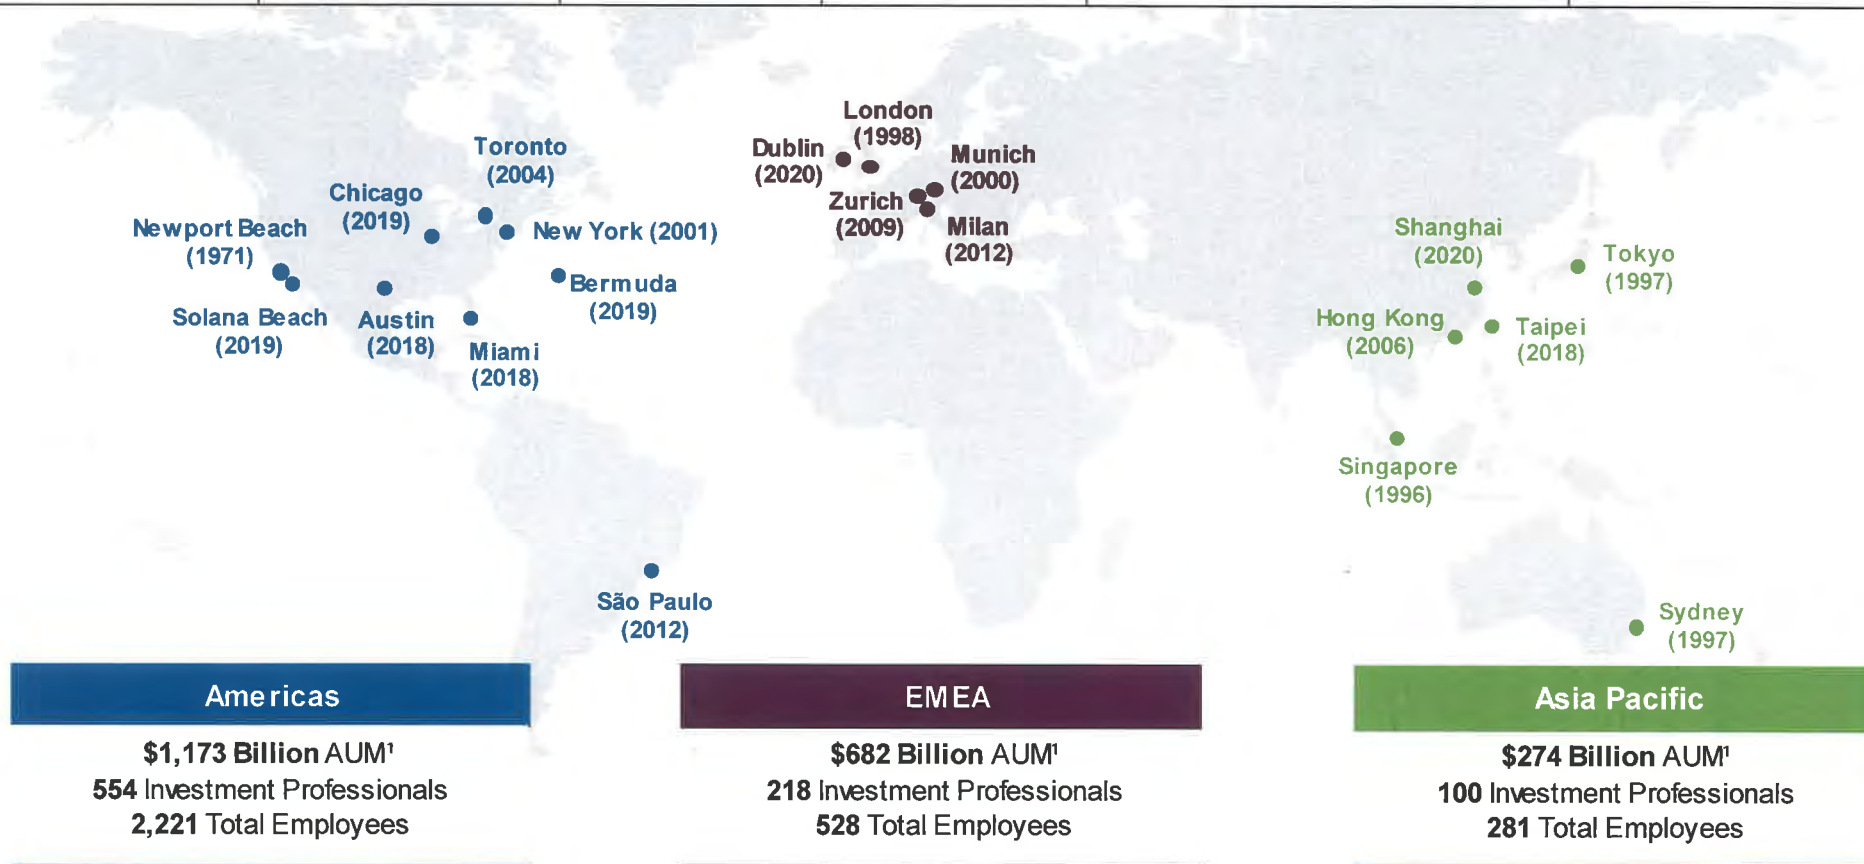 London
(1998)
Dublin
(2020)
Munich
(2000)
Zurich
(2009)
Milan
(2012)
Toronto
(2004)
Chicago
(2019)
Newport Beach
(1971)
New York (2001)
Bermuda
(2019)
Solana Beach
(2019)
Austin
(2018)
Miami
(2018)
São Paulo
(2012)
Shanghai
(2020)
Tokyo
(1997)
Hong Kong
(2006)
Taipei
(2018)
Singapore
(1996)
Sydney
(1997)
Americas
$1,173 Billion AUM¹
554 Investment Professionals
2,221 Total Employees
EMEA
$682 Billion AUM¹
218 Investment Professionals
528 Total Employees
Asia Pacific
$274 Billion AUM¹
100 Investment Professionals
281 Total Employees